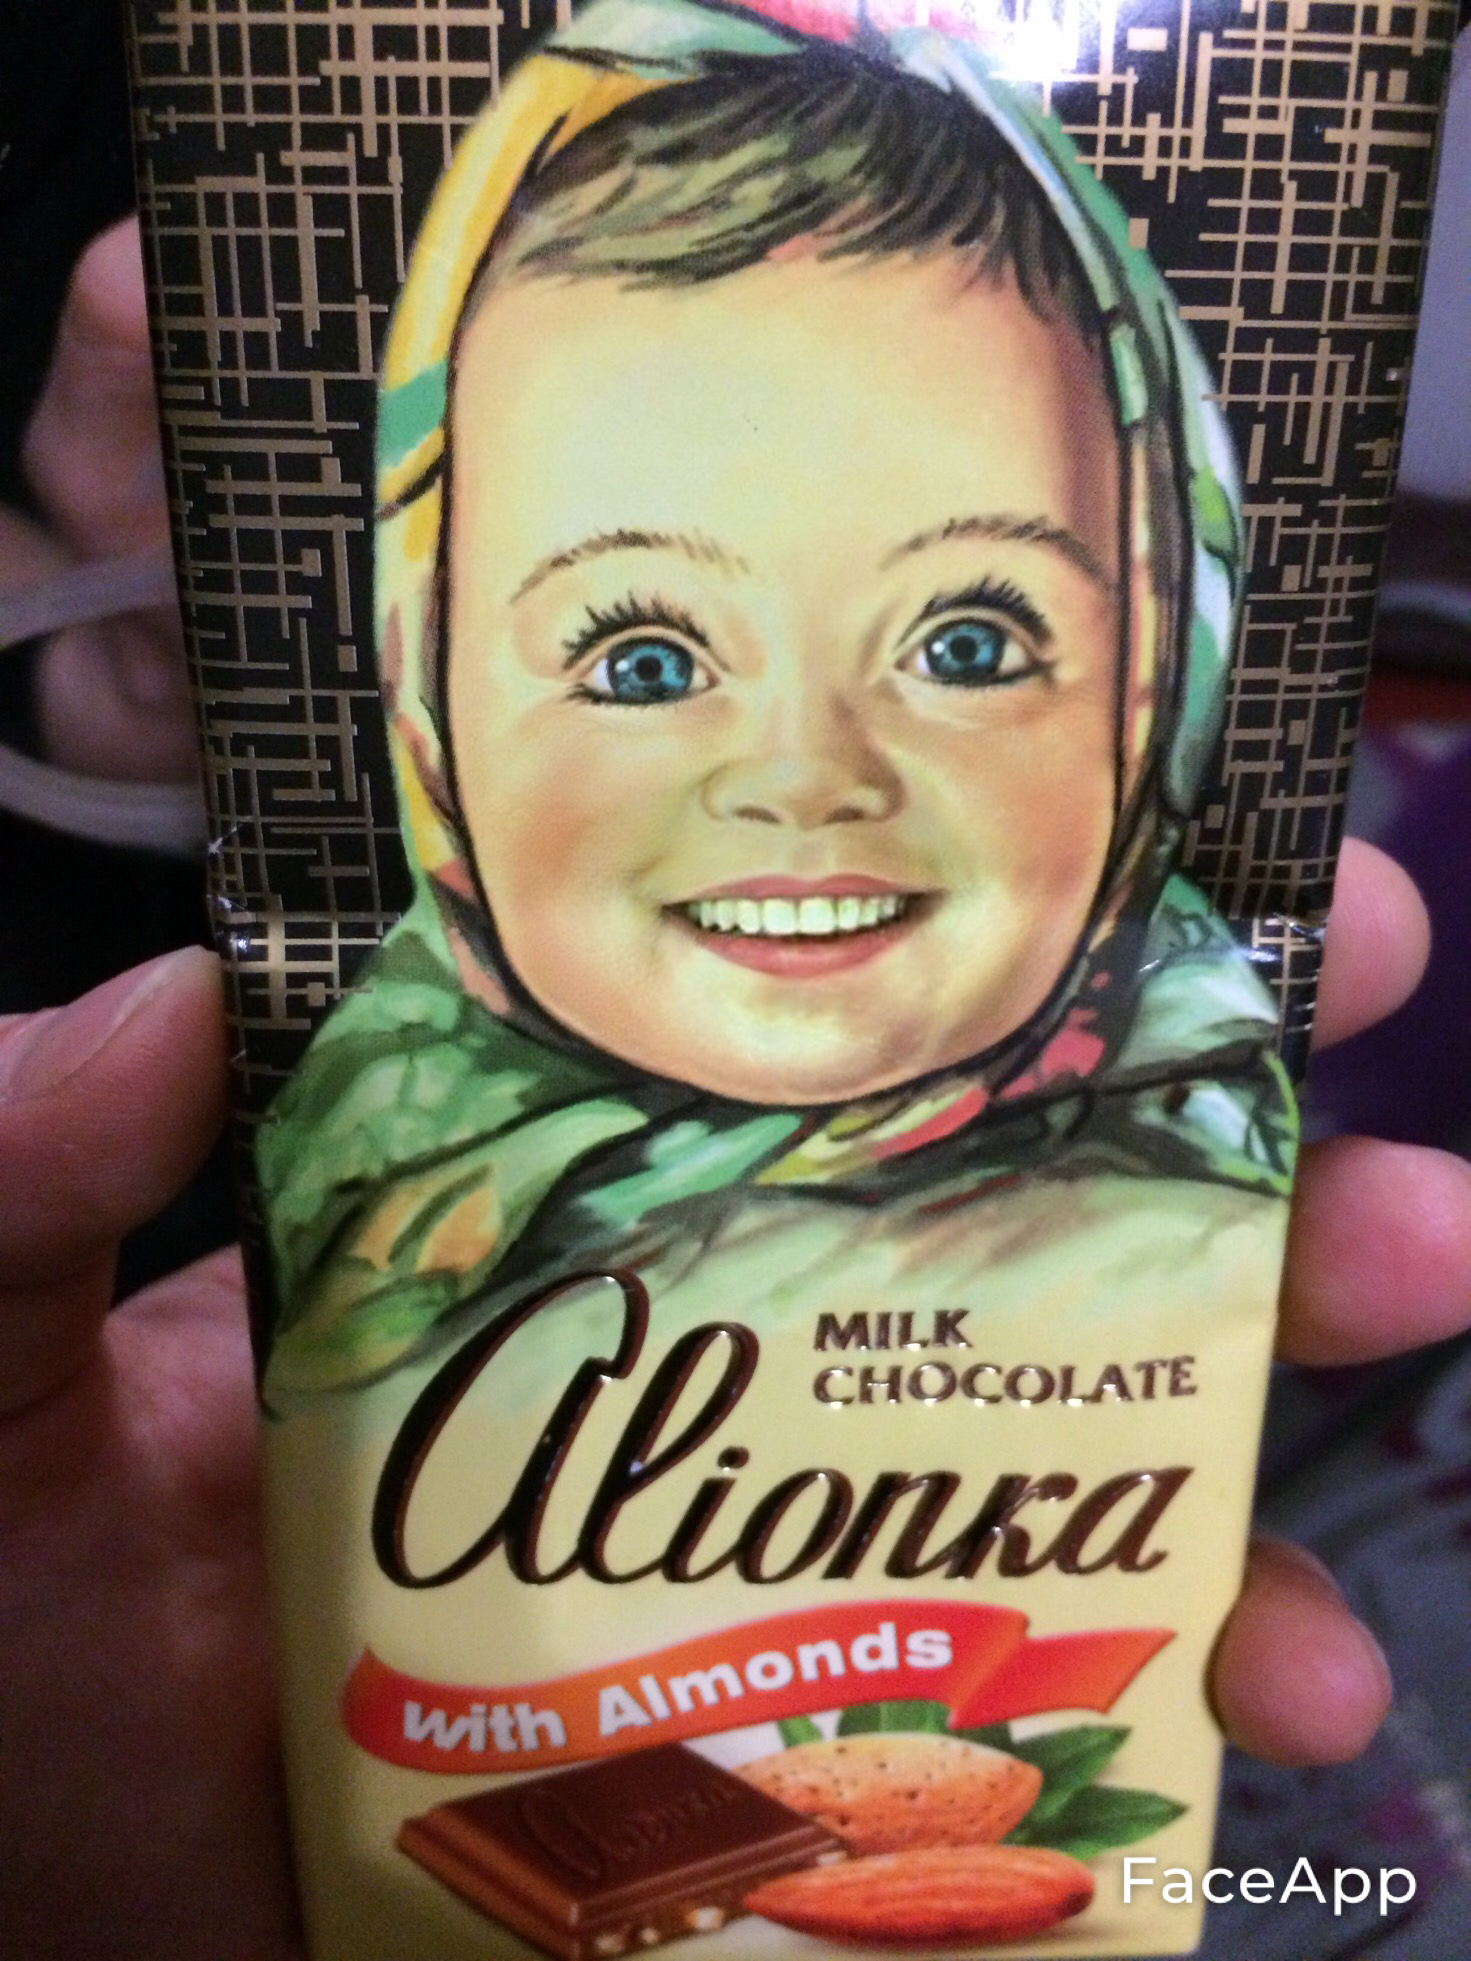 MILK
CHOCOLATE
Alionka
with Almonds
FaceApp